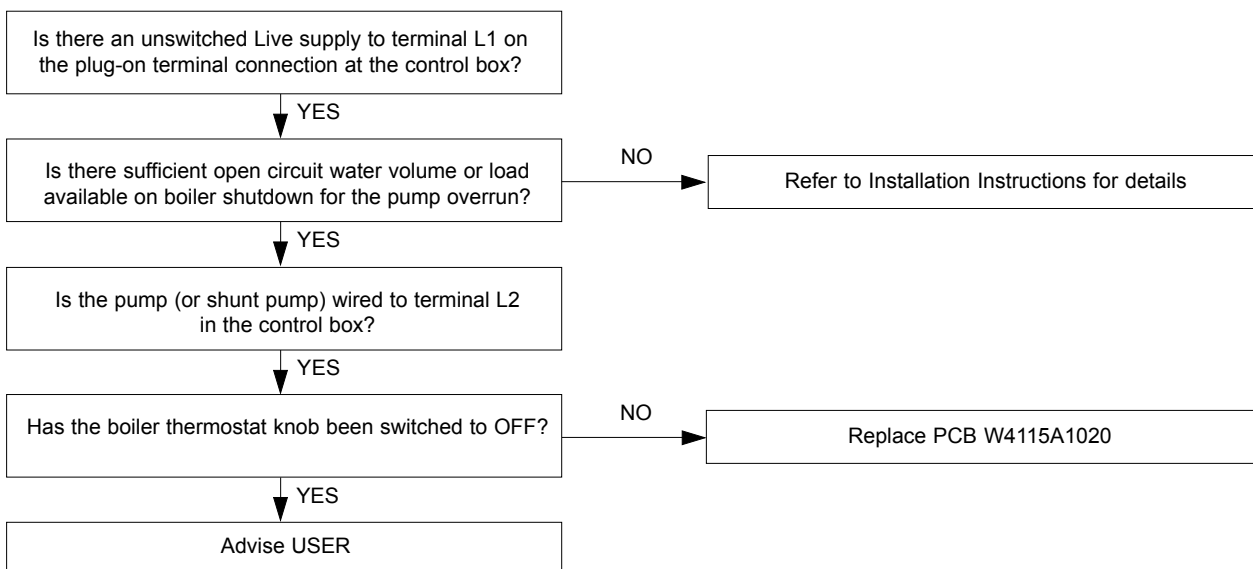 Is there an unswitched Live supply to terminal L1 on
the plug-on terminal connection at the control box?
YES
Is there sufficient open circuit water volume or load
available on boiler shutdown for the pump overrun?
NO
Refer to Installation Instructions for details
YES
Is the pump (or shunt pump) wired to terminal L2
in the control box?
YES
Has the boiler thermostat knob been switched to OFF?
NO
Replace PCB W4115A1020
YES
Advise USER